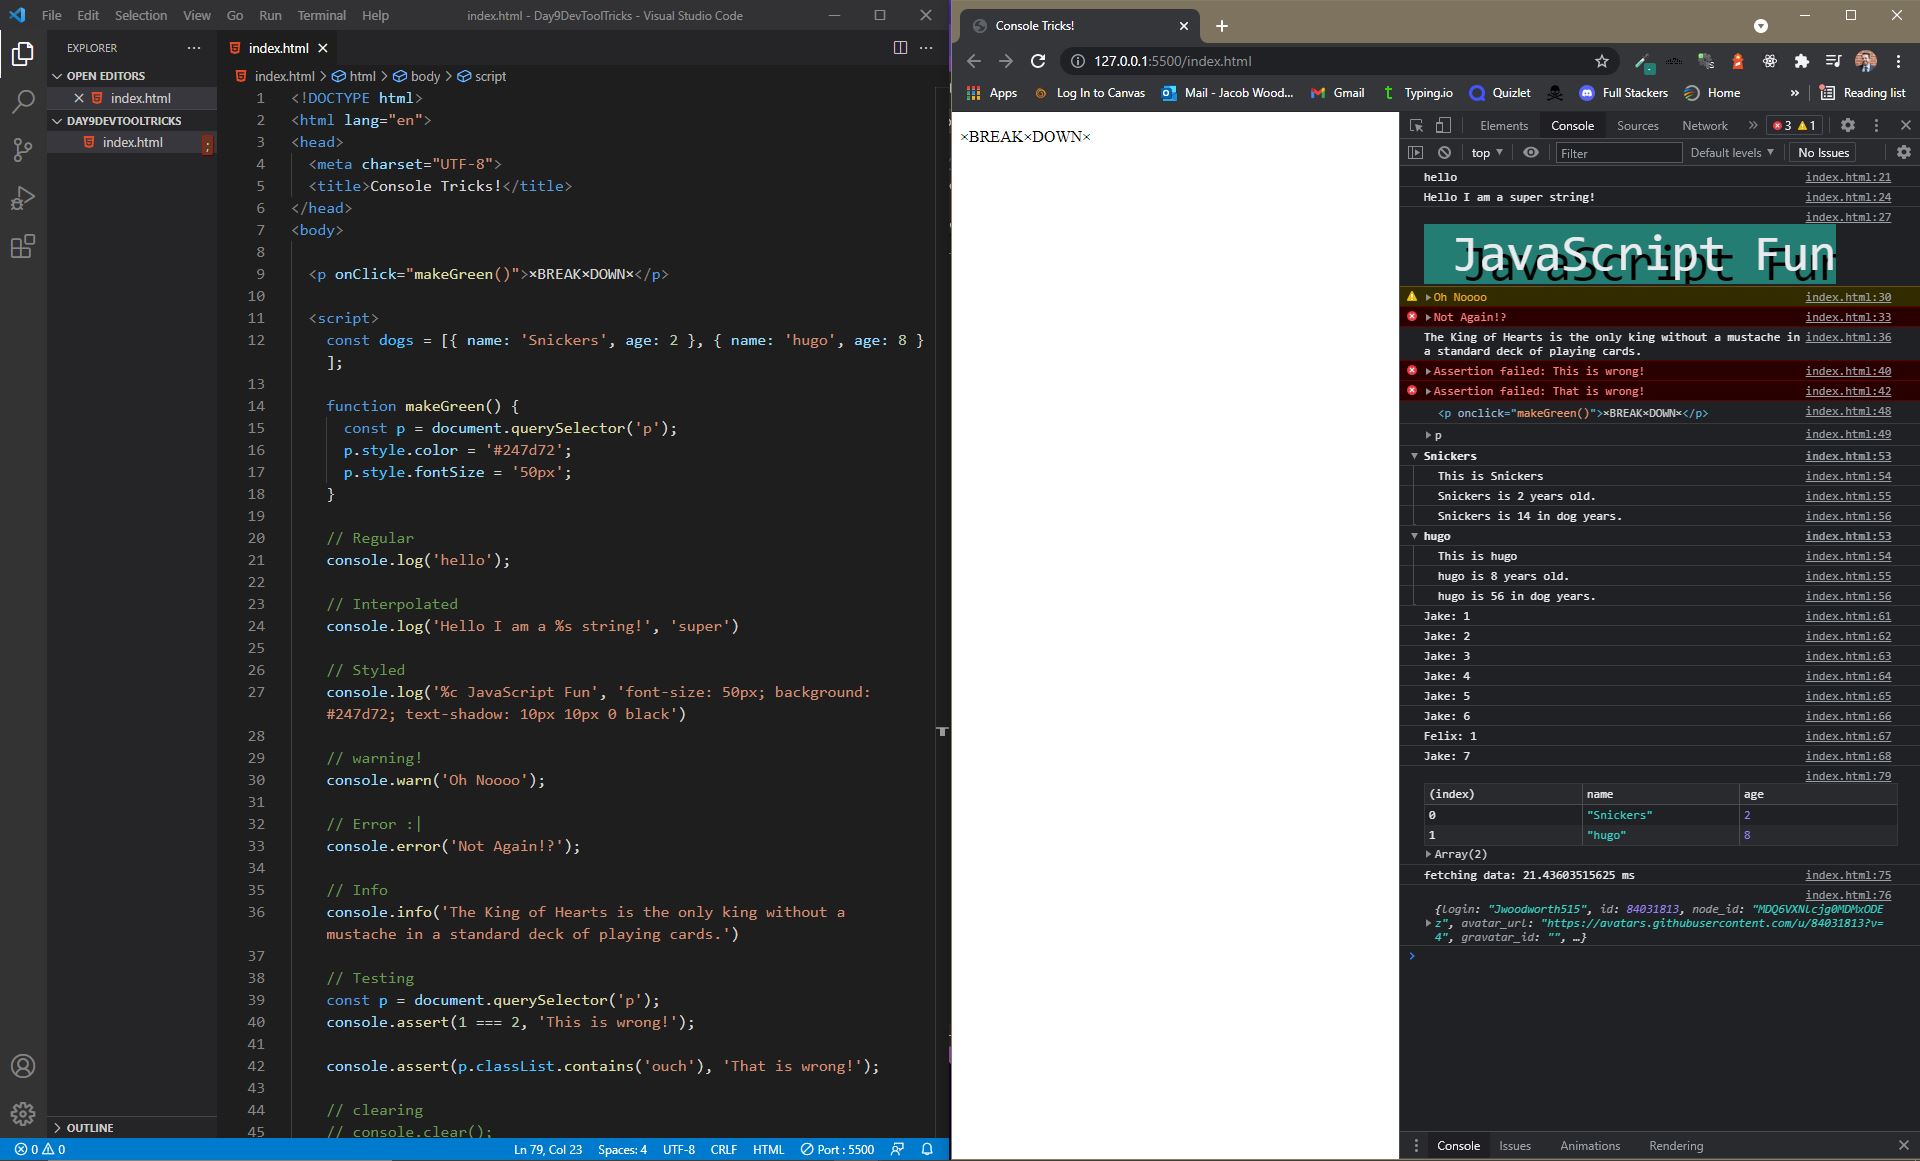 File Edit Selection View Go Run Terminal Help index.html - Day9DevToolTricks - Visual Studio Code
EXPLORER
OPEN EDITORS
index.html
DAY9DEVTOOLTRICKS
index.html
;
OUTLINE
index.html
index.html > html > body > script
1 <!DOCTYPE html>
2 <html lang="en">
3 <head>
4 <meta charset="UTF-8">
5 <title>Console Tricks!</title>
6 </head>
7 <body>
8
9 <p onClick="makeGreen()">×BREAK×DOWN×</p>
10
11 <script>
12 const dogs = [{ name: 'Snickers', age: 2 }, { name: 'hugo', age: 8 }
];
13
14 function makeGreen() {
15 const p = document.querySelector('p');
16 p.style.color = '#247d72';
17 p.style.fontSize = '50px';
18 }
19
20 // Regular
21 console.log('hello');
22
23 // Interpolated
24 console.log('Hello I am a %s string!', 'super')
25
26 // Styled
27 console.log('%c JavaScript Fun', 'font-size: 50px; background:
#247d72; text-shadow: 10px 10px 0 black')
28
29 // warning!
30 console.warn('Oh Noooo');
31
32 // Error :|
33 console.error('Not Again!?');
34
35 // Info
36 console.info('The King of Hearts is the only king without a
mustache in a standard deck of playing cards.')
37
38 // Testing
39 const p = document.querySelector('p');
40 console.assert(1 === 2, 'This is wrong!');
41
42 console.assert(p.classList.contains('ouch'), 'That is wrong!');
43
44 // clearing
45 // console.clear();
0 0 Ln 79, Col 23 Spaces: 4 UTF-8 CRLF HTML Port : 5500
Console Tricks!
127.0.0.1:5500/index.html
Apps Log In to Canvas Mail - Jacob Wood... Gmail Typing.io Quizlet Full Stackers Home » Reading list
×BREAK×DOWN×
Elements Console Sources Network » 3 1
top Filter Default levels No Issues
hello index.html:21
Hello I am a super string! index.html:24
index.html:27
JavaScript Fun
Oh Noooo index.html:30
Not Again!? index.html:33
The King of Hearts is the only king without a mustache in index.html:36
a standard deck of playing cards.
Assertion failed: This is wrong! index.html:40
Assertion failed: That is wrong! index.html:42
<p onclick="makeGreen()">×BREAK×DOWN×</p> index.html:48
p index.html:49
Snickers index.html:53
This is Snickers index.html:54
Snickers is 2 years old. index.html:55
Snickers is 14 in dog years. index.html:56
hugo index.html:53
This is hugo index.html:54
hugo is 8 years old. index.html:55
hugo is 56 in dog years. index.html:56
Jake: 1 index.html:61
Jake: 2 index.html:62
Jake: 3 index.html:63
Jake: 4 index.html:64
Jake: 5 index.html:65
Jake: 6 index.html:66
Felix: 1 index.html:67
Jake: 7 index.html:68
index.html:79
(index) name age
0 "Snickers" 2
1 "hugo" 8
Array(2)
fetching data: 21.43603515625 ms index.html:75
index.html:76
{login: "Jwoodworth515", id: 84031813, node_id: "MDQ6VXNlcjg0MDMxODE
z", avatar_url: "https://avatars.githubusercontent.com/u/84031813?v=
4", gravatar_id: "", …}
>
Console Issues Animations Rendering